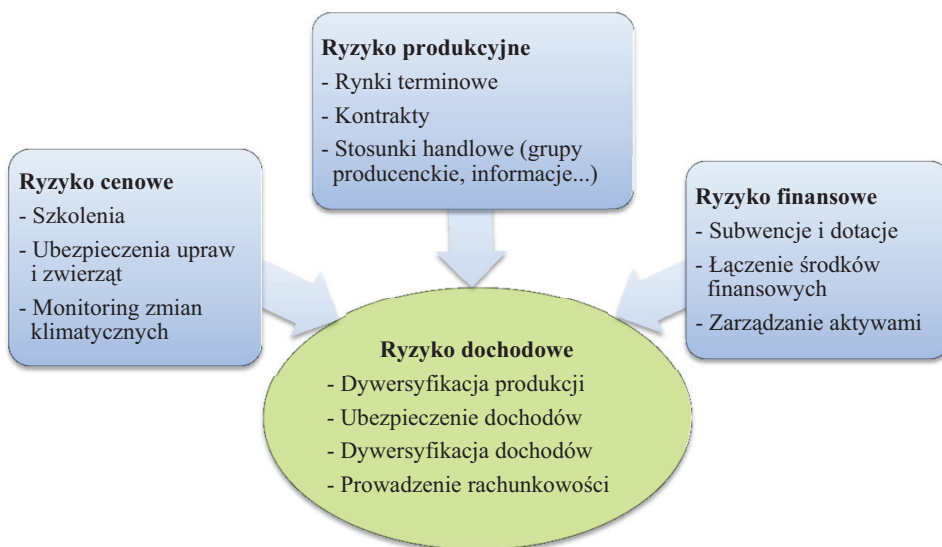 Ryzyko produkcyjne
- Rynki terminowe
- Kontrakty
- Stosunki handlowe (grupy
producenckie, informacje...)
Ryzyko cenowe
- Szkolenia
- Ubezpieczenia upraw
i zwierząt
- Monitoring zmian
klimatycznych
Ryzyko finansowe
- Subwencje i dotacje
- Łączenie środków
finansowych
- Zarządzanie aktywami
Ryzyko dochodowe
- Dywersyfikacja produkcji
- Ubezpieczenie dochodów
- Dywersyfikacja dochodów
- Prowadzenie rachunkowości